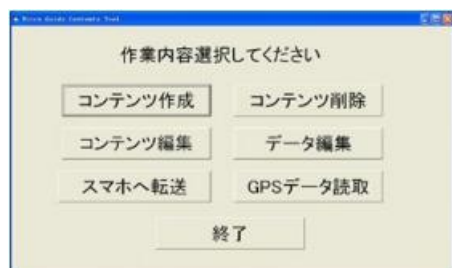 作業内容選択してください
コンテンツ作成 コンテンツ削除
コンテンツ編集 データ編集
スマホへ転送 GPSデータ読取
終了